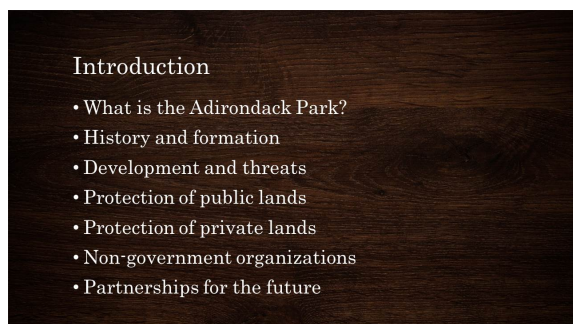 Introduction
• What is the Adirondack Park?
• History and formation
• Development and threats
• Protection of public lands
• Protection of private lands
• Non-government organizations
• Partnerships for the future